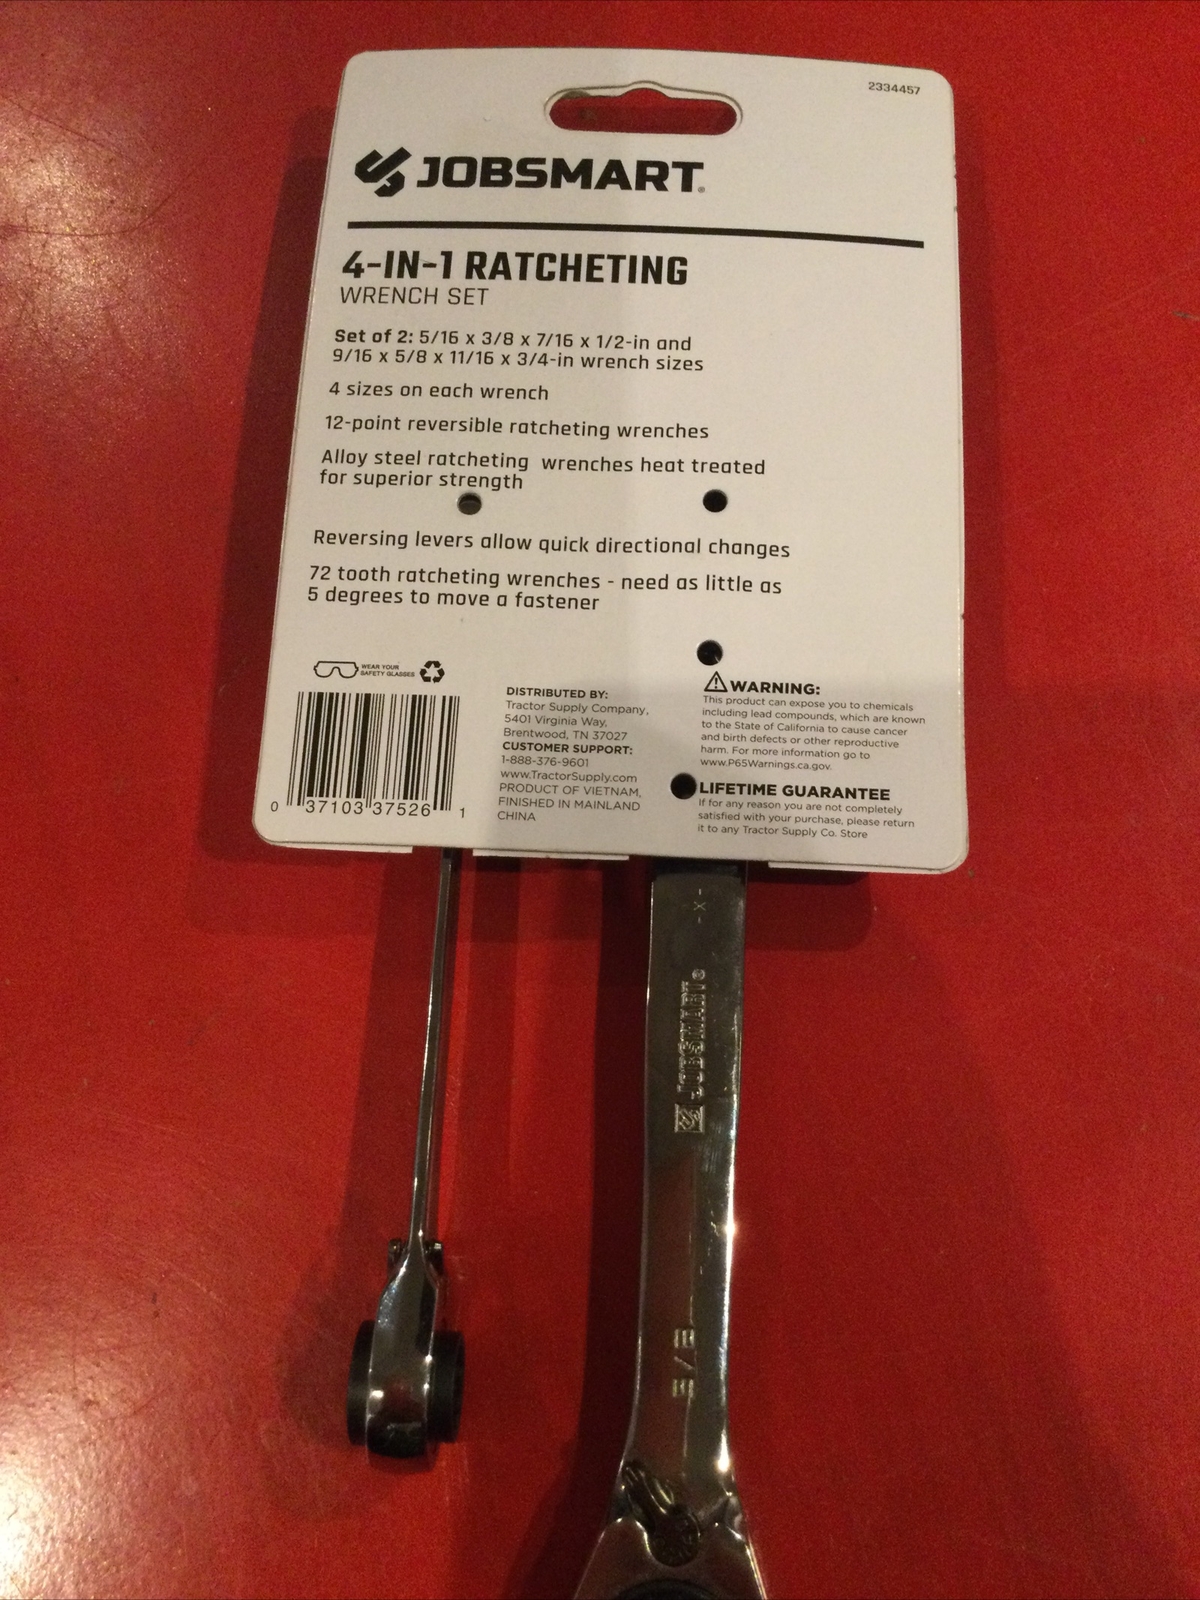 2334457
JOBSMART®
4-IN-1 RATCHETING
WRENCH SET
Set of 2: 5/16 x 3/8 x 7/16 x 1/2-in and
9/16 x 5/8 x 11/16 x 3/4-in wrench sizes
4 sizes on each wrench
12-point reversible ratcheting wrenches
Alloy steel ratcheting wrenches heat treated
for superior strength
Reversing levers allow quick directional changes
72 tooth ratcheting wrenches - need as little as
5 degrees to move a fastener
WEAR YOUR
SAFETY GLASSES
0 37103 37526 1
DISTRIBUTED BY:
Tractor Supply Company,
5401 Virginia Way,
Brentwood, TN 37027
CUSTOMER SUPPORT:
1-888-376-9601
www.TractorSupply.com
PRODUCT OF VIETNAM,
FINISHED IN MAINLAND
CHINA
WARNING:
This product can expose you to chemicals
including lead compounds, which are known
to the State of California to cause cancer
and birth defects or other reproductive
harm. For more information go to
www.P65Warnings.ca.gov.
LIFETIME GUARANTEE
If for any reason you are not completely
satisfied with your purchase, please return
it to any Tractor Supply Co. Store
-X-
JOBSMART®